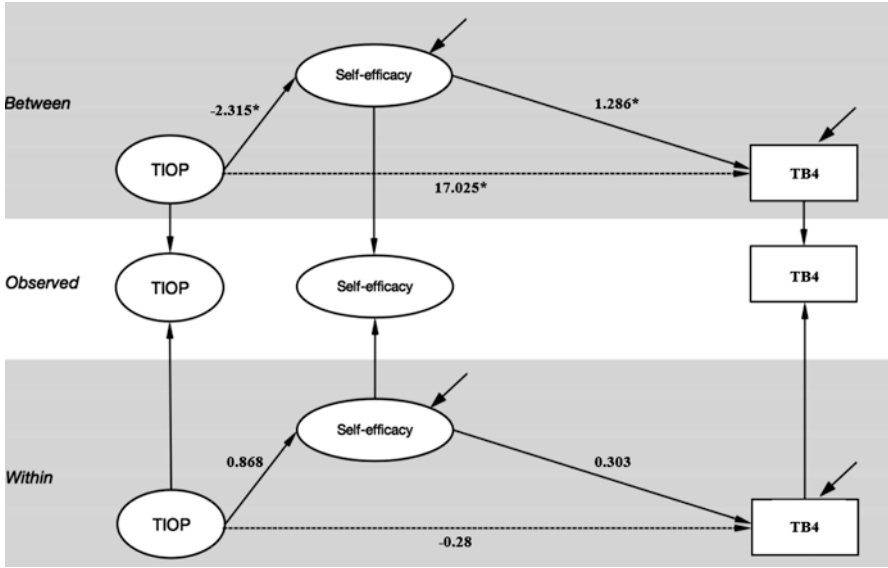 Self-efficacy
Between
-2.315*
1.286*
TIOP
17.025*
TB4
Observed
TIOP
Self-efficacy
TB4
Self-efficacy
Within
0.868
0.303
TIOP
-0.28
TB4